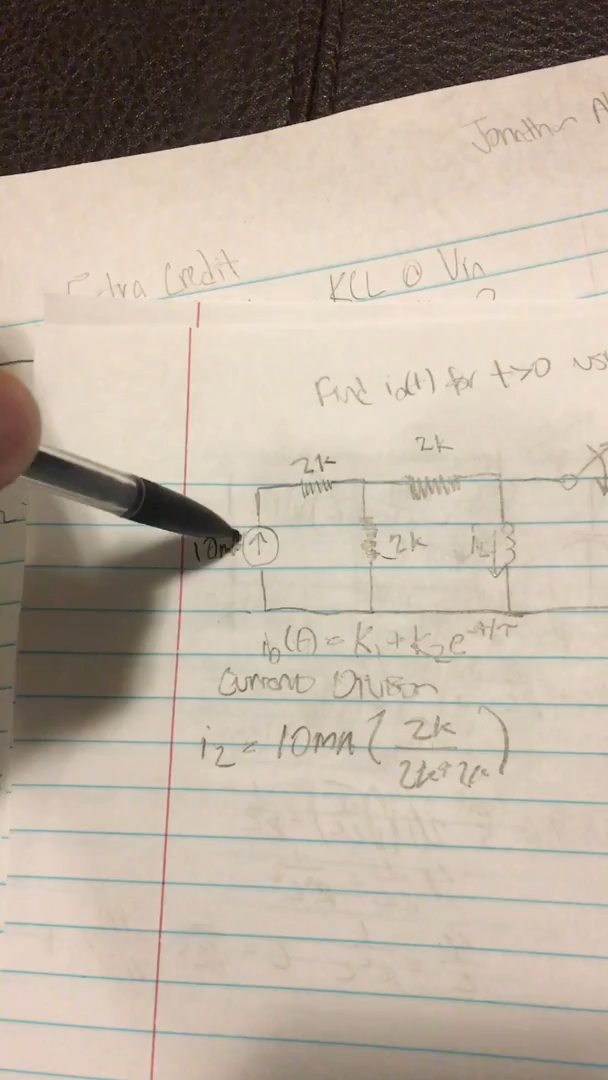 Jonathan
Extra Credit
KCL @ Vin
Find i₀(t) for t>0
2k
2k
10m
2k
i₂
i₀(t) = K₁ + K₂e^-t/τ
Current Division
i₂ = 10mA (2k / 2k+2k)